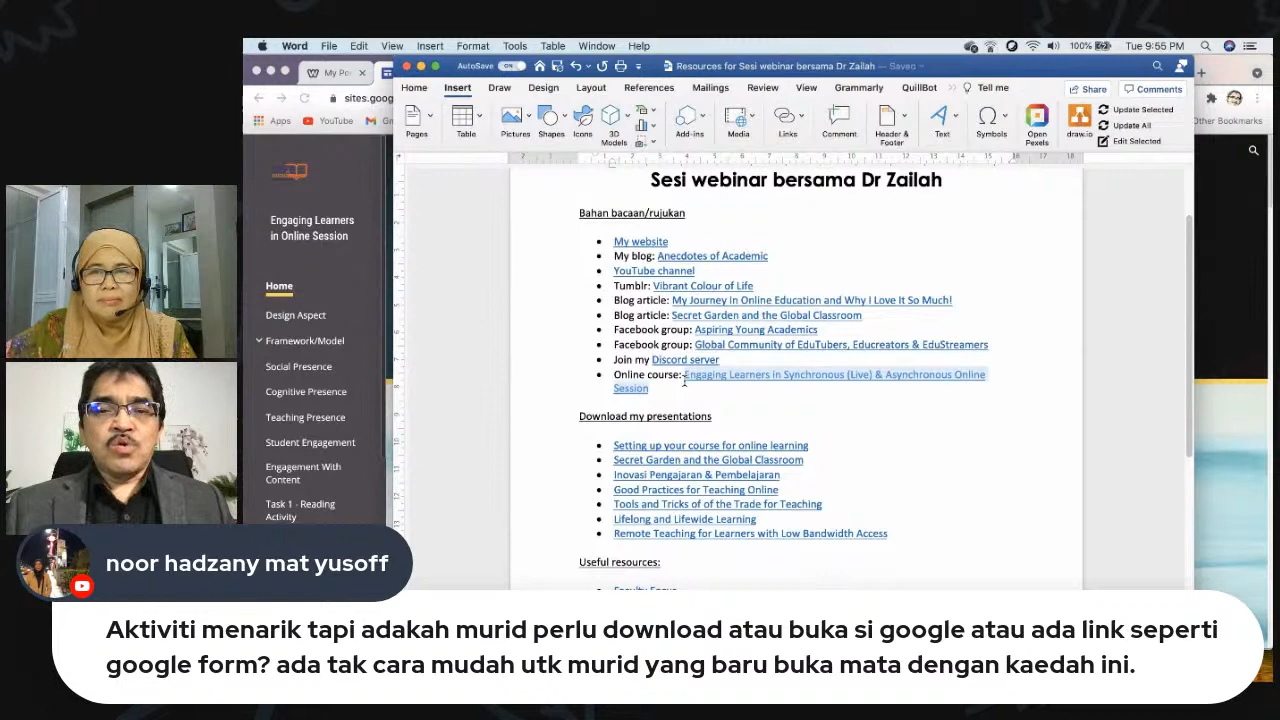 Word File Edit View Insert Format Tools Table Window Help 100% Tue 9:55 PM
AutoSave ON Resources for Sesi webinar bersama Dr Zailah — Saved
Home Insert Draw Design Layout References Mailings Review View Grammarly QuillBot Tell me Share Comments
Pages Table Pictures Shapes Icons 3D Models Add-ins Media Links Comment Header & Footer Text Symbols Open Pexels draw.io Update Selected
Update All
Edit Selected
sites.goog
Apps YouTube
Other Bookmarks
Engaging Learners
in Online Session
Home
Design Aspect
Framework/Model
Social Presence
Cognitive Presence
Teaching Presence
Student Engagement
Engagement With
Content
Task 1 - Reading
Activity
Sesi webinar bersama Dr Zailah
Bahan bacaan/rujukan
My website
My blog: Anecdotes of Academic
YouTube channel
Tumblr: Vibrant Colour of Life
Blog article: My Journey In Online Education and Why I Love It So Much!
Blog article: Secret Garden and the Global Classroom
Facebook group: Aspiring Young Academics
Facebook group: Global Community of EduTubers, Educreators & EduStreamers
Join my Discord server
Online course: Engaging Learners in Synchronous (Live) & Asynchronous Online
Session
Download my presentations
Setting up your course for online learning
Secret Garden and the Global Classroom
Inovasi Pengajaran & Pembelajaran
Good Practices for Teaching Online
Tools and Tricks of of the Trade for Teaching
Lifelong and Lifewide Learning
Remote Teaching for Learners with Low Bandwidth Access
Useful resources:
noor hadzany mat yusoff
Aktiviti menarik tapi adakah murid perlu download atau buka si google atau ada link seperti
google form? ada tak cara mudah utk murid yang baru buka mata dengan kaedah ini.